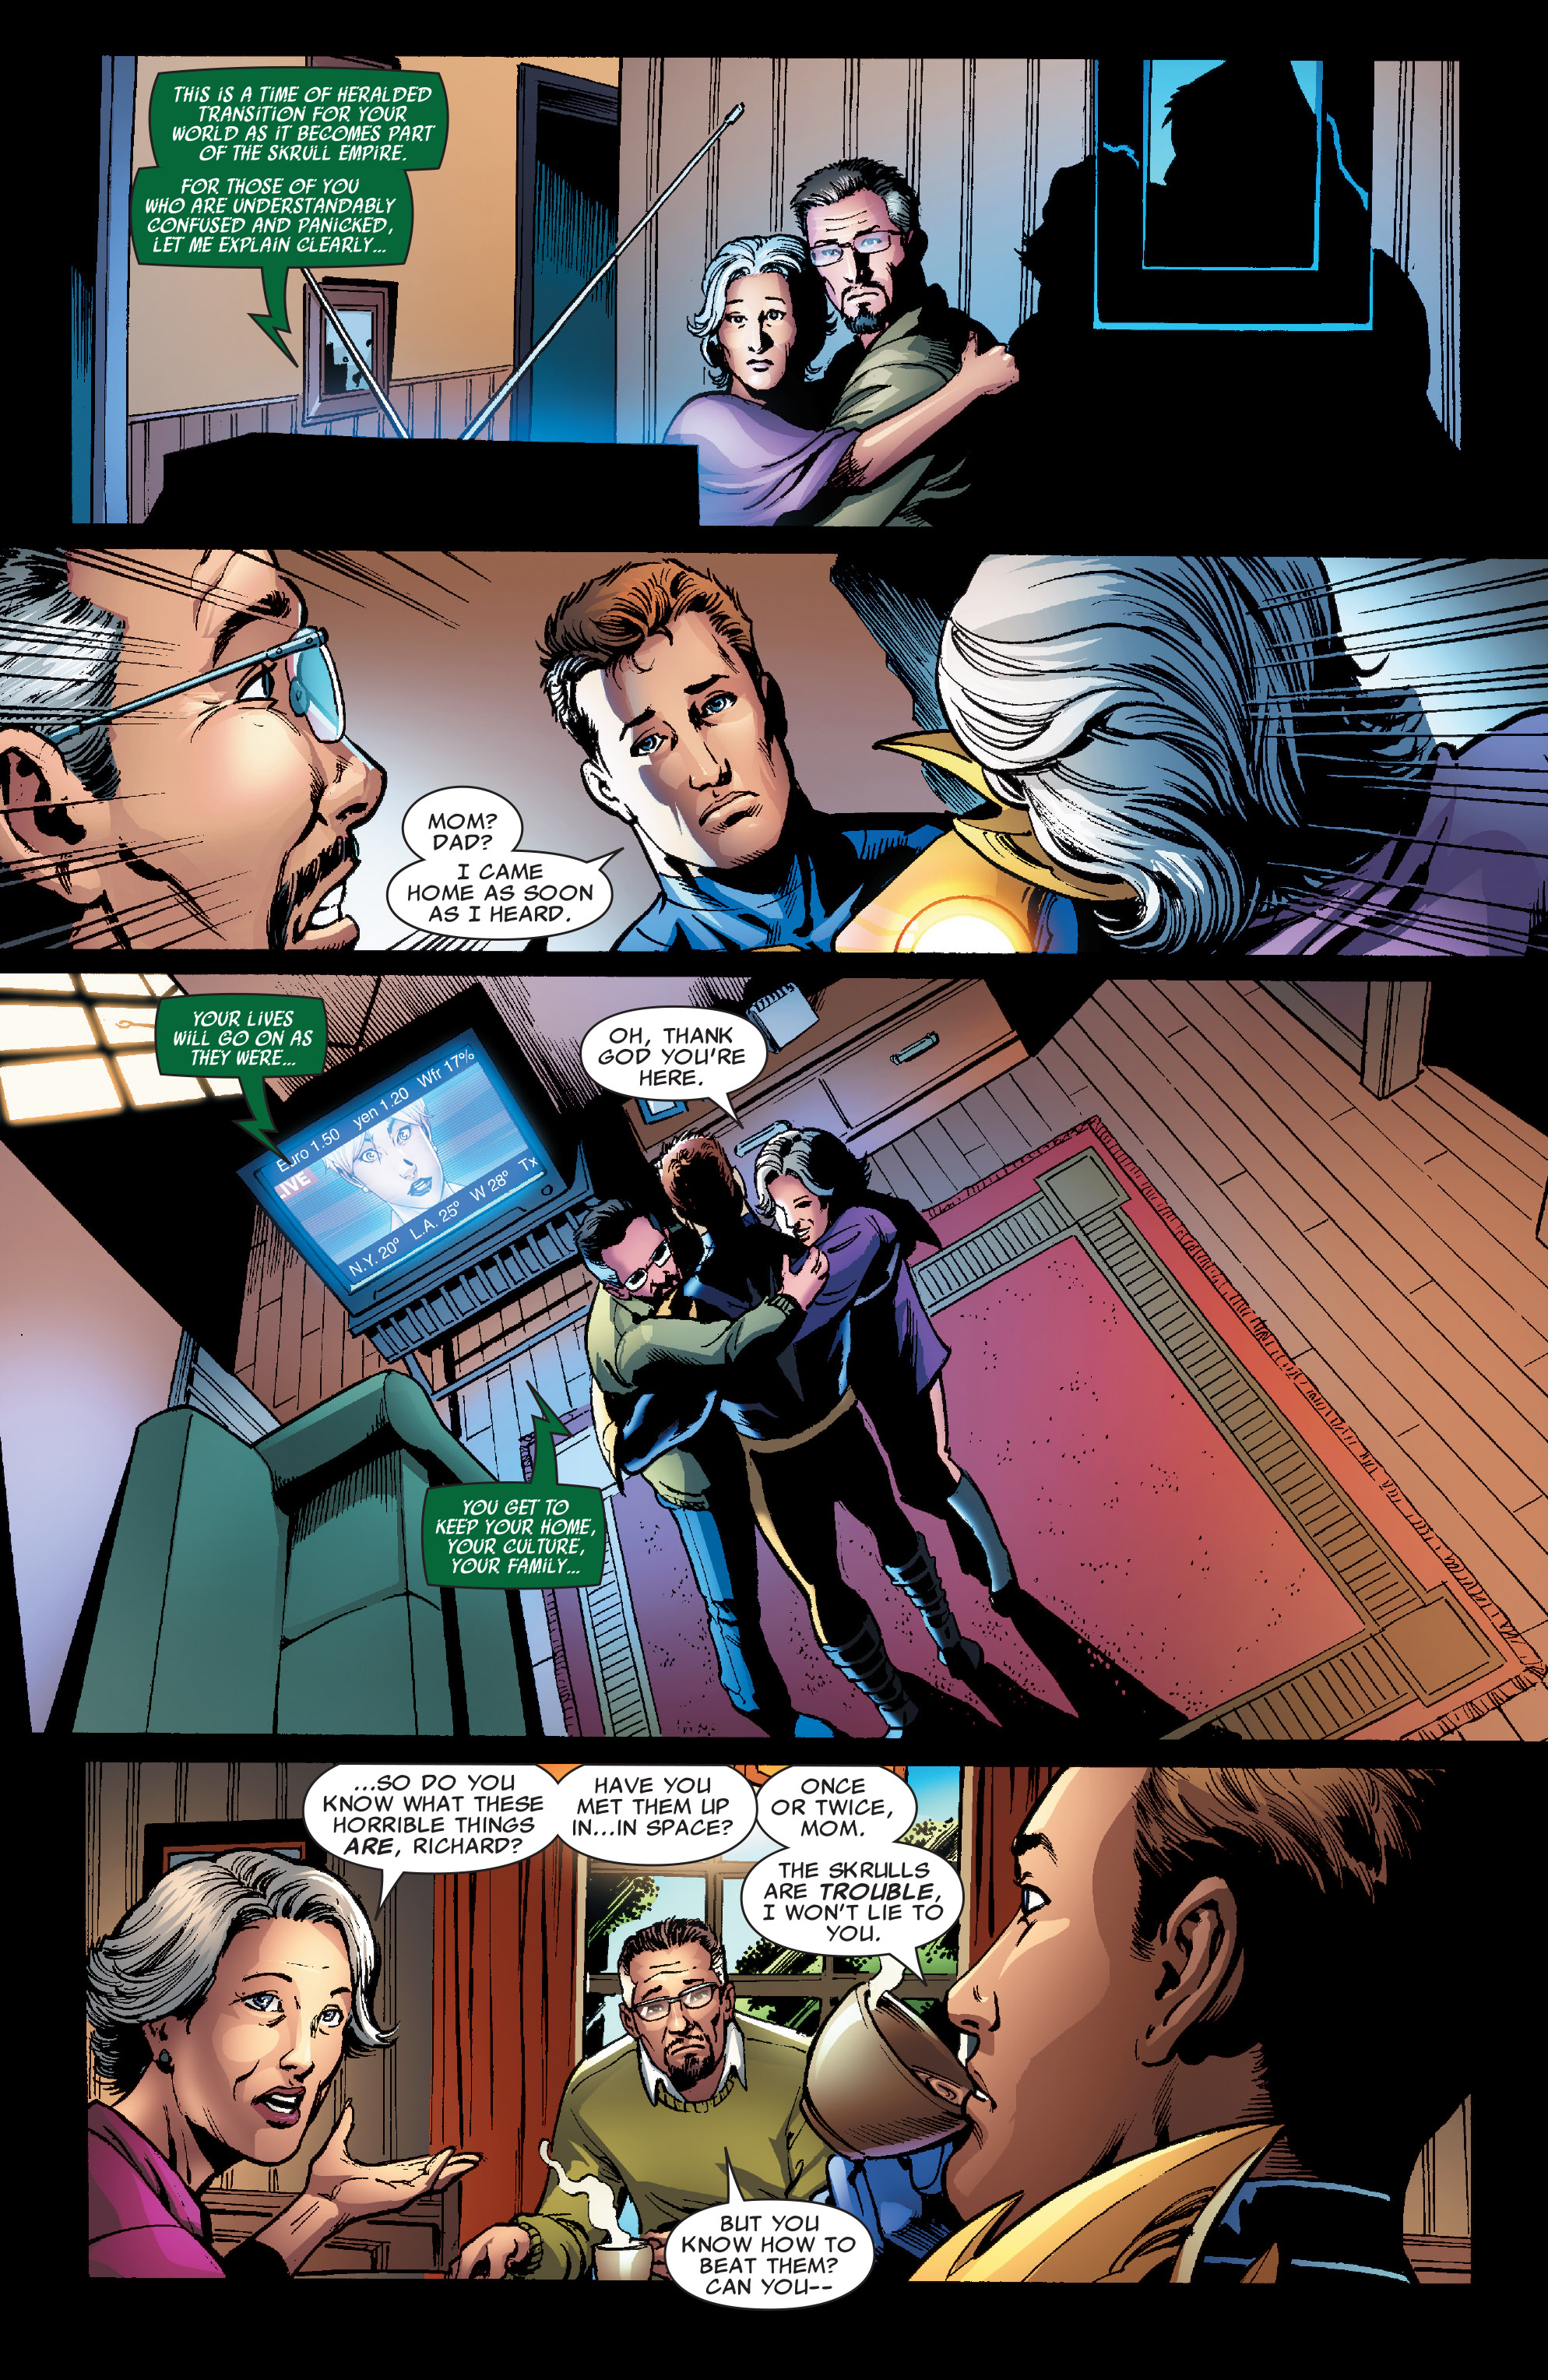 THIS IS A TIME OF HERALDED
TRANSITION FOR YOUR
WORLD AS IT BECOMES PART
OF THE SKRULL EMPIRE.
FOR THOSE OF YOU
WHO ARE UNDERSTANDABLY
CONFUSED AND PANICKED,
LET ME EXPLAIN CLEARLY...
MOM?
DAD?
I CAME
HOME AS SOON
AS I HEARD.
YOUR LIVES
WILL GO ON AS
THEY WERE...
Euro 1.50 yen 1.20 Wfr 17%
LIVE
N.Y. 20º L.A. 25º W 28º Tx
OH, THANK
GOD YOU'RE
HERE.
YOU GET TO
KEEP YOUR HOME,
YOUR CULTURE,
YOUR FAMILY...
...SO DO YOU
KNOW WHAT THESE
HORRIBLE THINGS
ARE, RICHARD?
HAVE YOU
MET THEM UP
IN...IN SPACE?
ONCE
OR TWICE,
MOM.
THE SKRULLS
ARE TROUBLE,
I WON'T LIE TO
YOU.
BUT YOU
KNOW HOW TO
BEAT THEM?
CAN YOU--